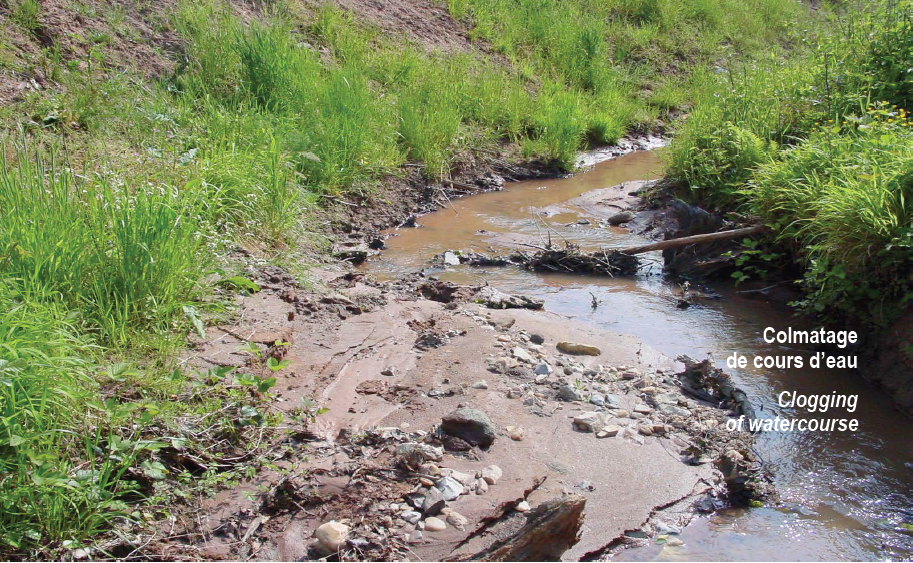 Colmatage
de cours d’eau
Clogging
of watercourse